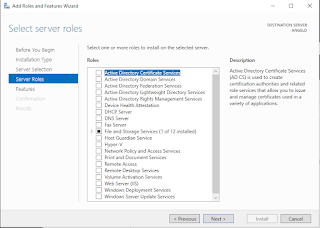 Add Roles and Features Wizard
Select server roles
DESTINATION SERVER
ANGELO
Before You Begin
Installation Type
Server Selection
Server Roles
Features
Confirmation
Results
Select one or more roles to install on the selected server.
Roles
Active Directory Certificate Services
Active Directory Domain Services
Active Directory Federation Services
Active Directory Lightweight Directory Services
Active Directory Rights Management Services
Device Health Attestation
DHCP Server
DNS Server
Fax Server
File and Storage Services (1 of 12 installed)
Host Guardian Service
Hyper-V
Network Policy and Access Services
Print and Document Services
Remote Access
Remote Desktop Services
Volume Activation Services
Web Server (IIS)
Windows Deployment Services
Windows Server Update Services
Description
Active Directory Certificate Services
(AD CS) is used to create
certification authorities and related
role services that allow you to issue
and manage certificates used in a
variety of applications.
< Previous
Next >
Install
Cancel